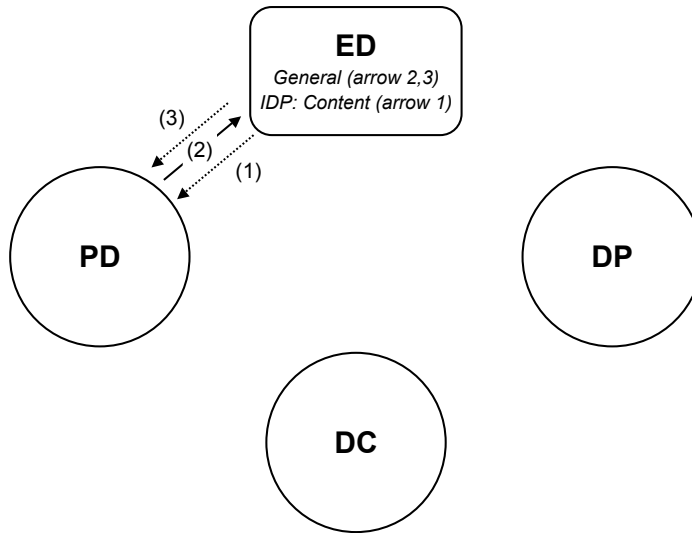 ED
General (arrow 2,3)
IDP: Content (arrow 1)
(3)
(2)
(1)
PD
DP
DC